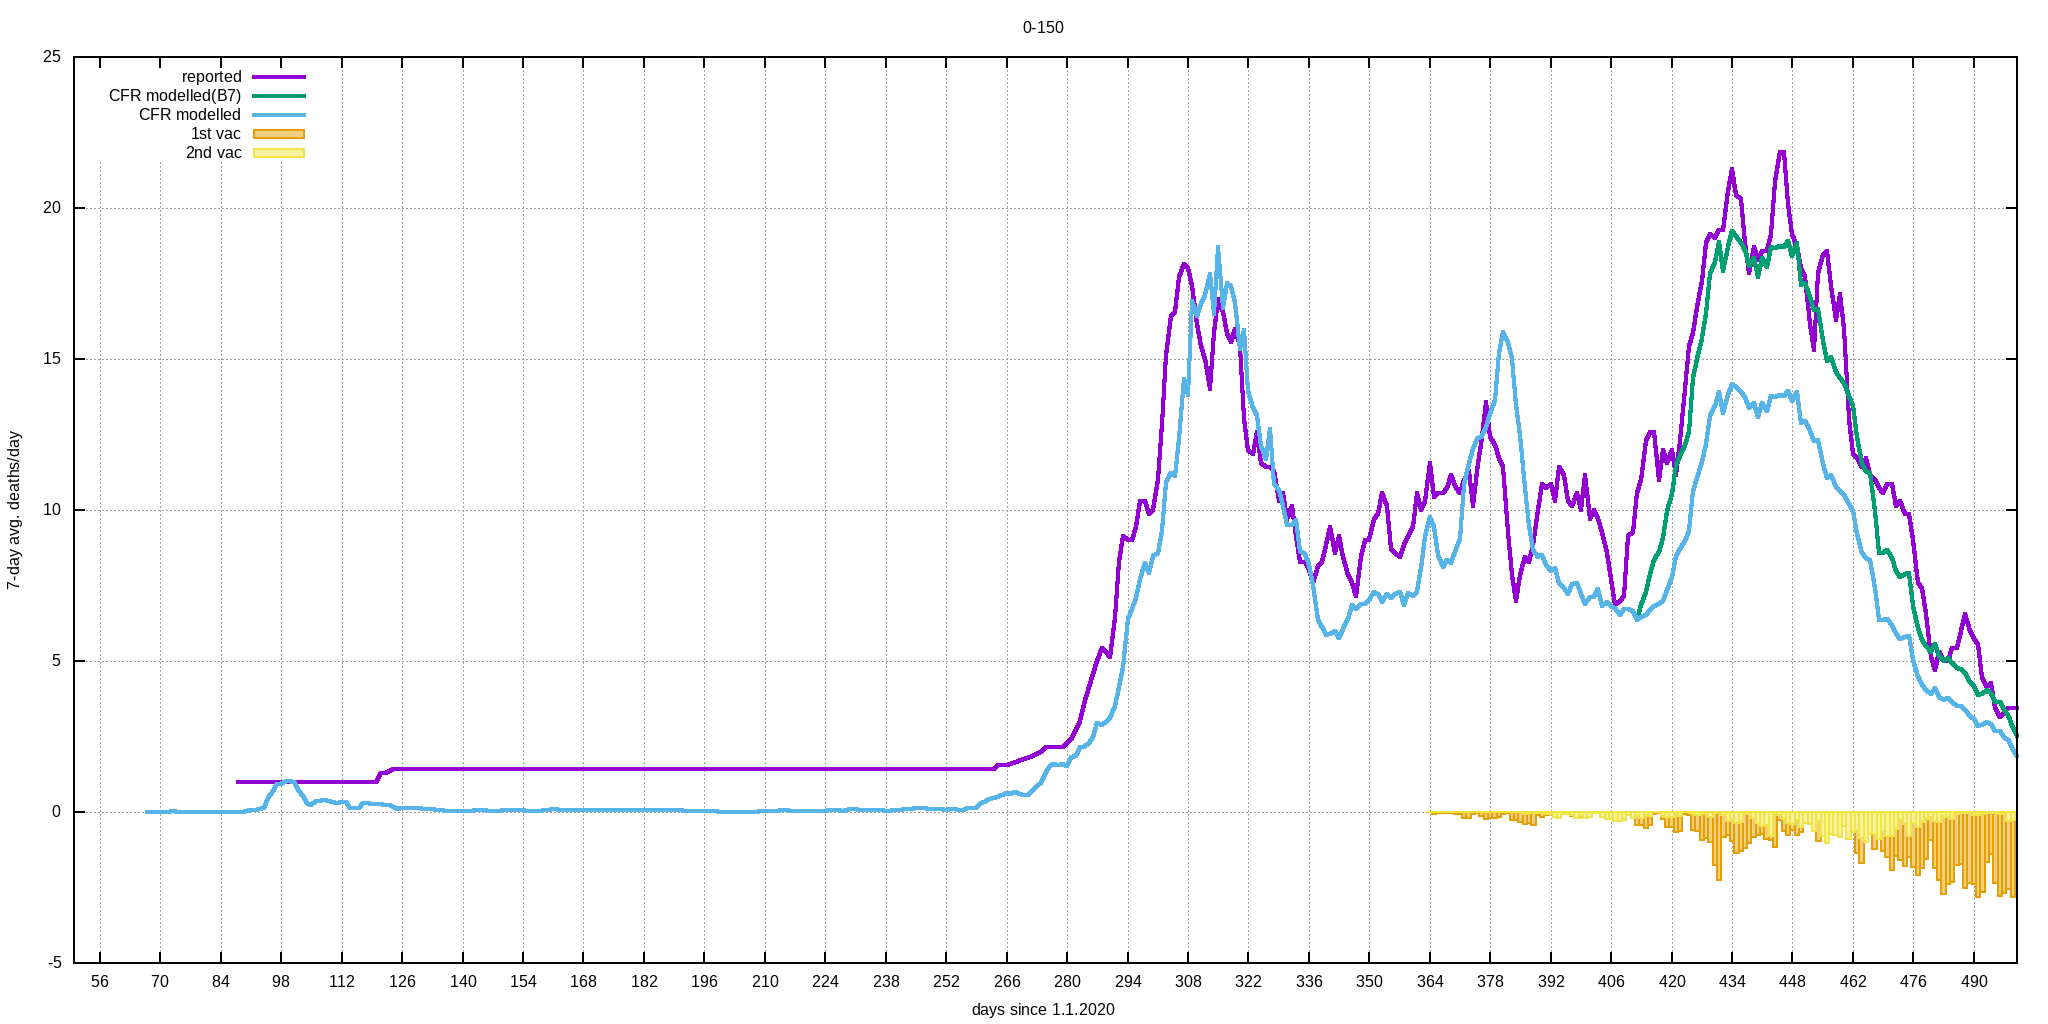 0-150
25
20
15
10
5
0
-5
reported
CFR modelled(B7)
CFR modelled
1st vac
2nd vac
7-day avg. deaths/day
56 70 84 98 112 126 140 154 168 182 196 210 224 238 252 266 280 294 308 322 336 350 364 378 392 406 420 434 448 462 476 490
days since 1.1.2020